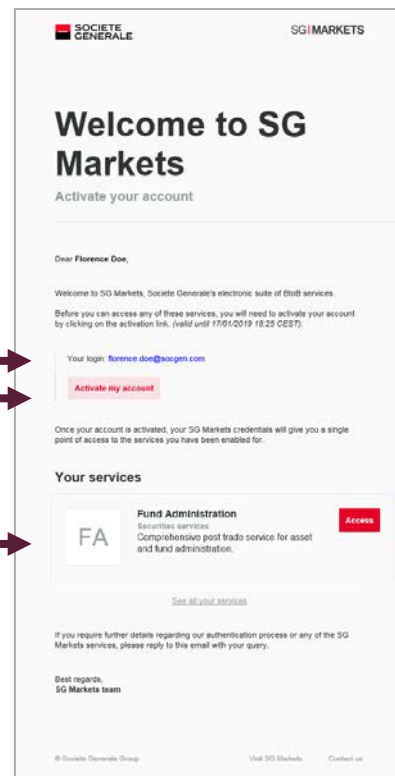 SOCIETE
GENERALE
SG|MARKETS
Welcome to SG
Markets
Activate your account
Dear Florence Doe,
Welcome to SG Markets, Societe Generale's electronic suite of BtoB services.
Before you can access any of these services, you will need to activate your account
by clicking on the activation link. (valid until 17/01/2019 18.25 CEST).
Your login: florence.doe@socgen.com
Activate my account
Once your account is activated, your SG Markets credentials will give you a single
point of access to the services you have been enabled for.
Your services
FA
Fund Administration
Securities services
Comprehensive post trade service for asset
and fund administration.
Access
See all your services
If you require further details regarding our authentication process or any of the SG
Markets services, please reply to this email with your query.
Best regards,
SG Markets team
© Societe Generale Group
Visit SG Markets
Contact us